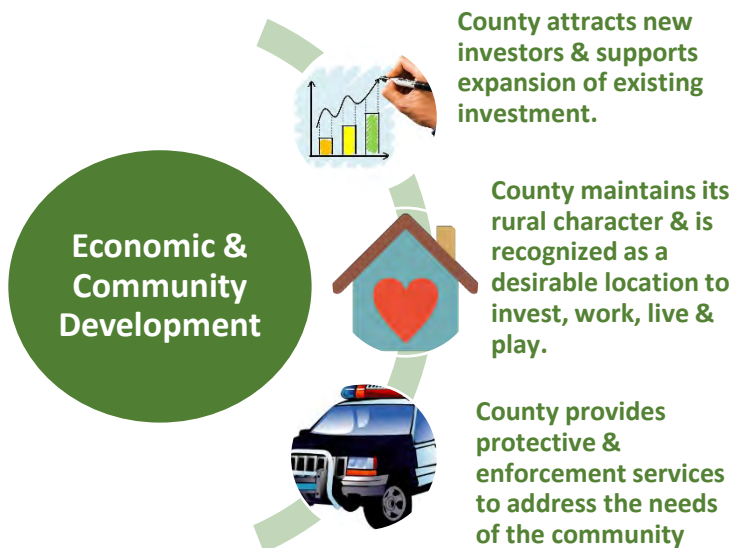 Economic &
Community
Development
County attracts new
investors & supports
expansion of existing
investment.
County maintains its
rural character & is
recognized as a
desirable location to
invest, work, live &
play.
County provides
protective &
enforcement services
to address the needs
of the community